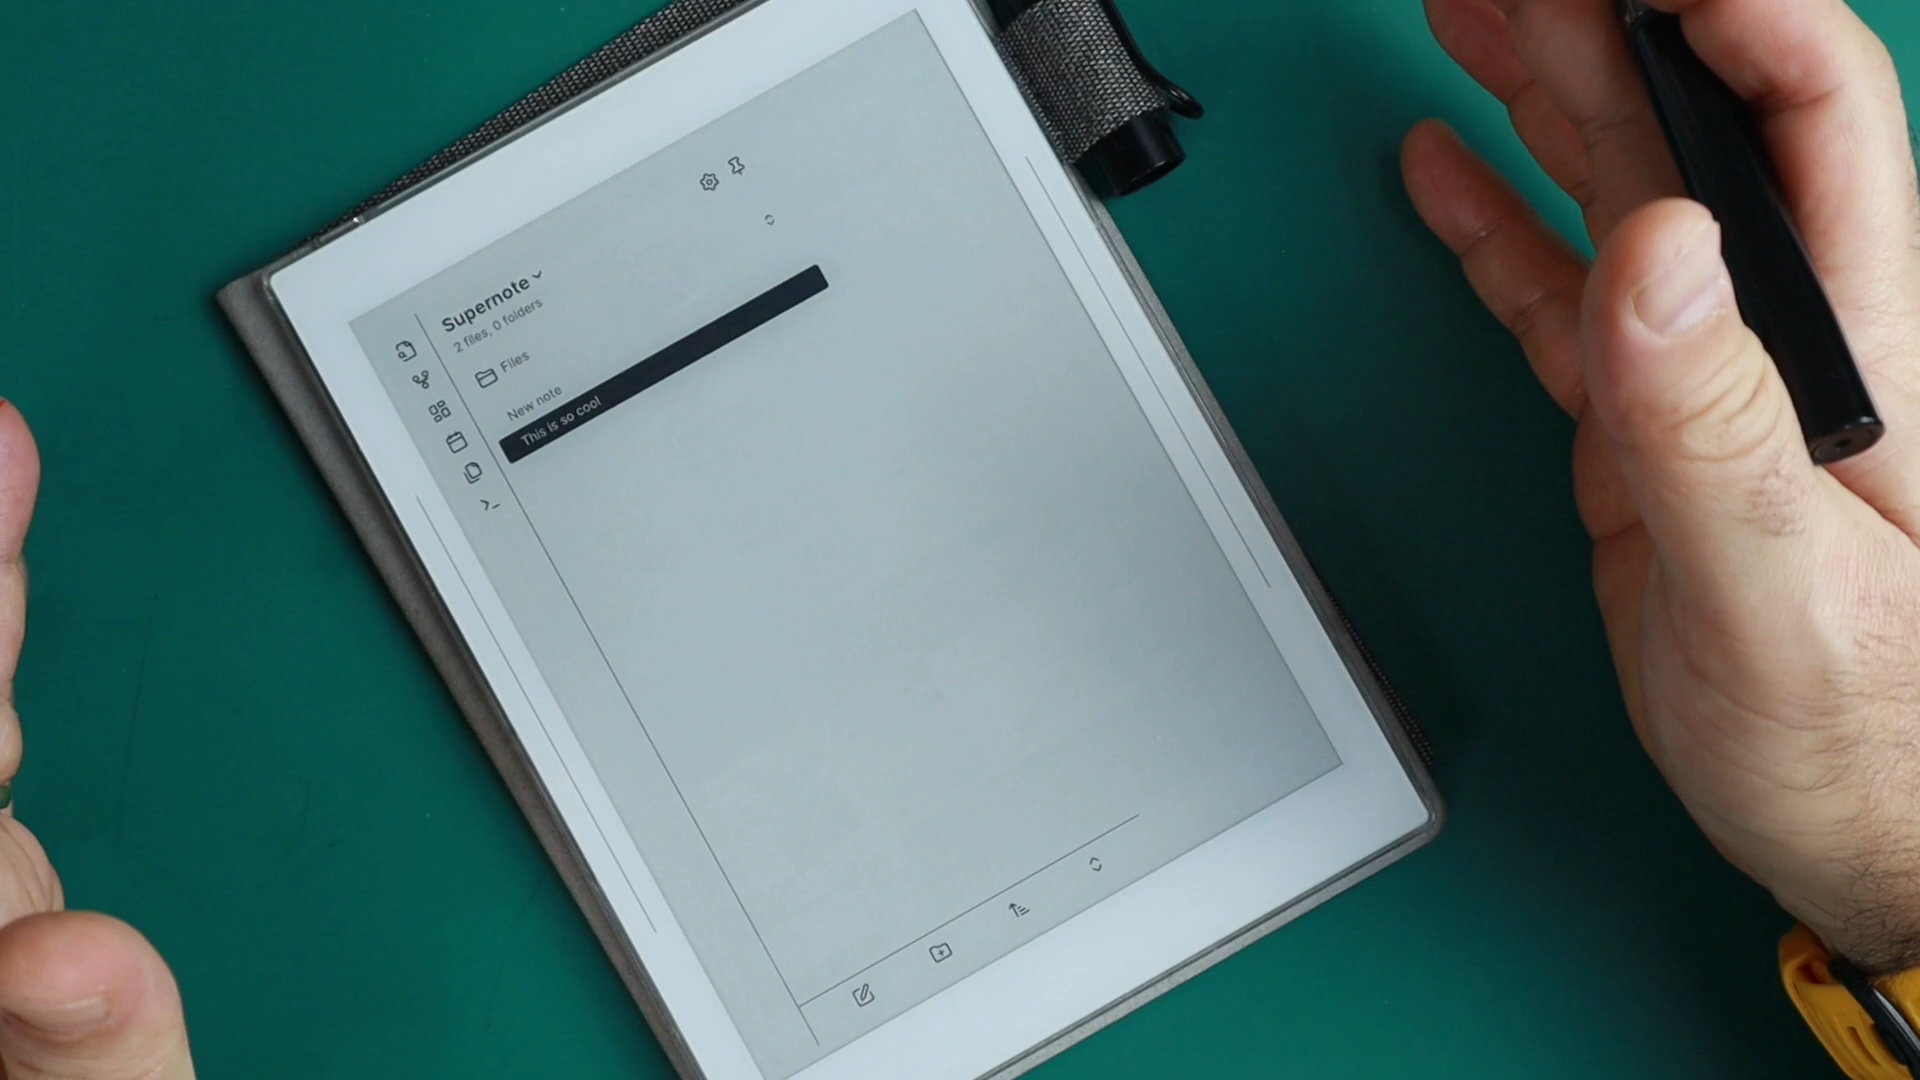 Supernote
2 files, 0 folders
Files
New note
This is so cool